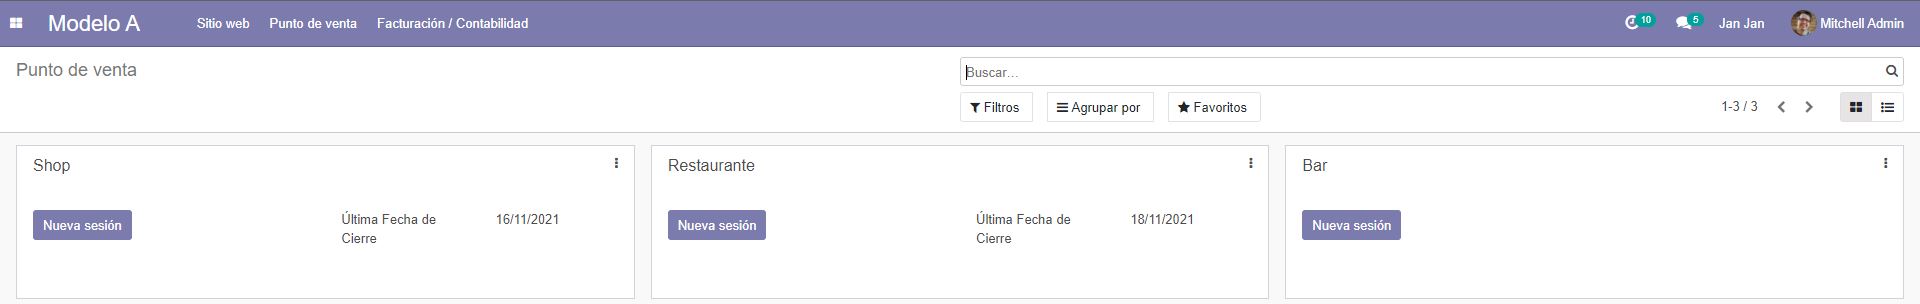 Modelo A Sitio web Punto de venta Facturación / Contabilidad 10 5 Jan Jan Mitchell Admin
Punto de venta
Buscar...
Filtros Agrupar por Favoritos 1-3 / 3
Shop
Nueva sesión
Última Fecha de Cierre
16/11/2021
Restaurante
Nueva sesión
Última Fecha de Cierre
18/11/2021
Bar
Nueva sesión